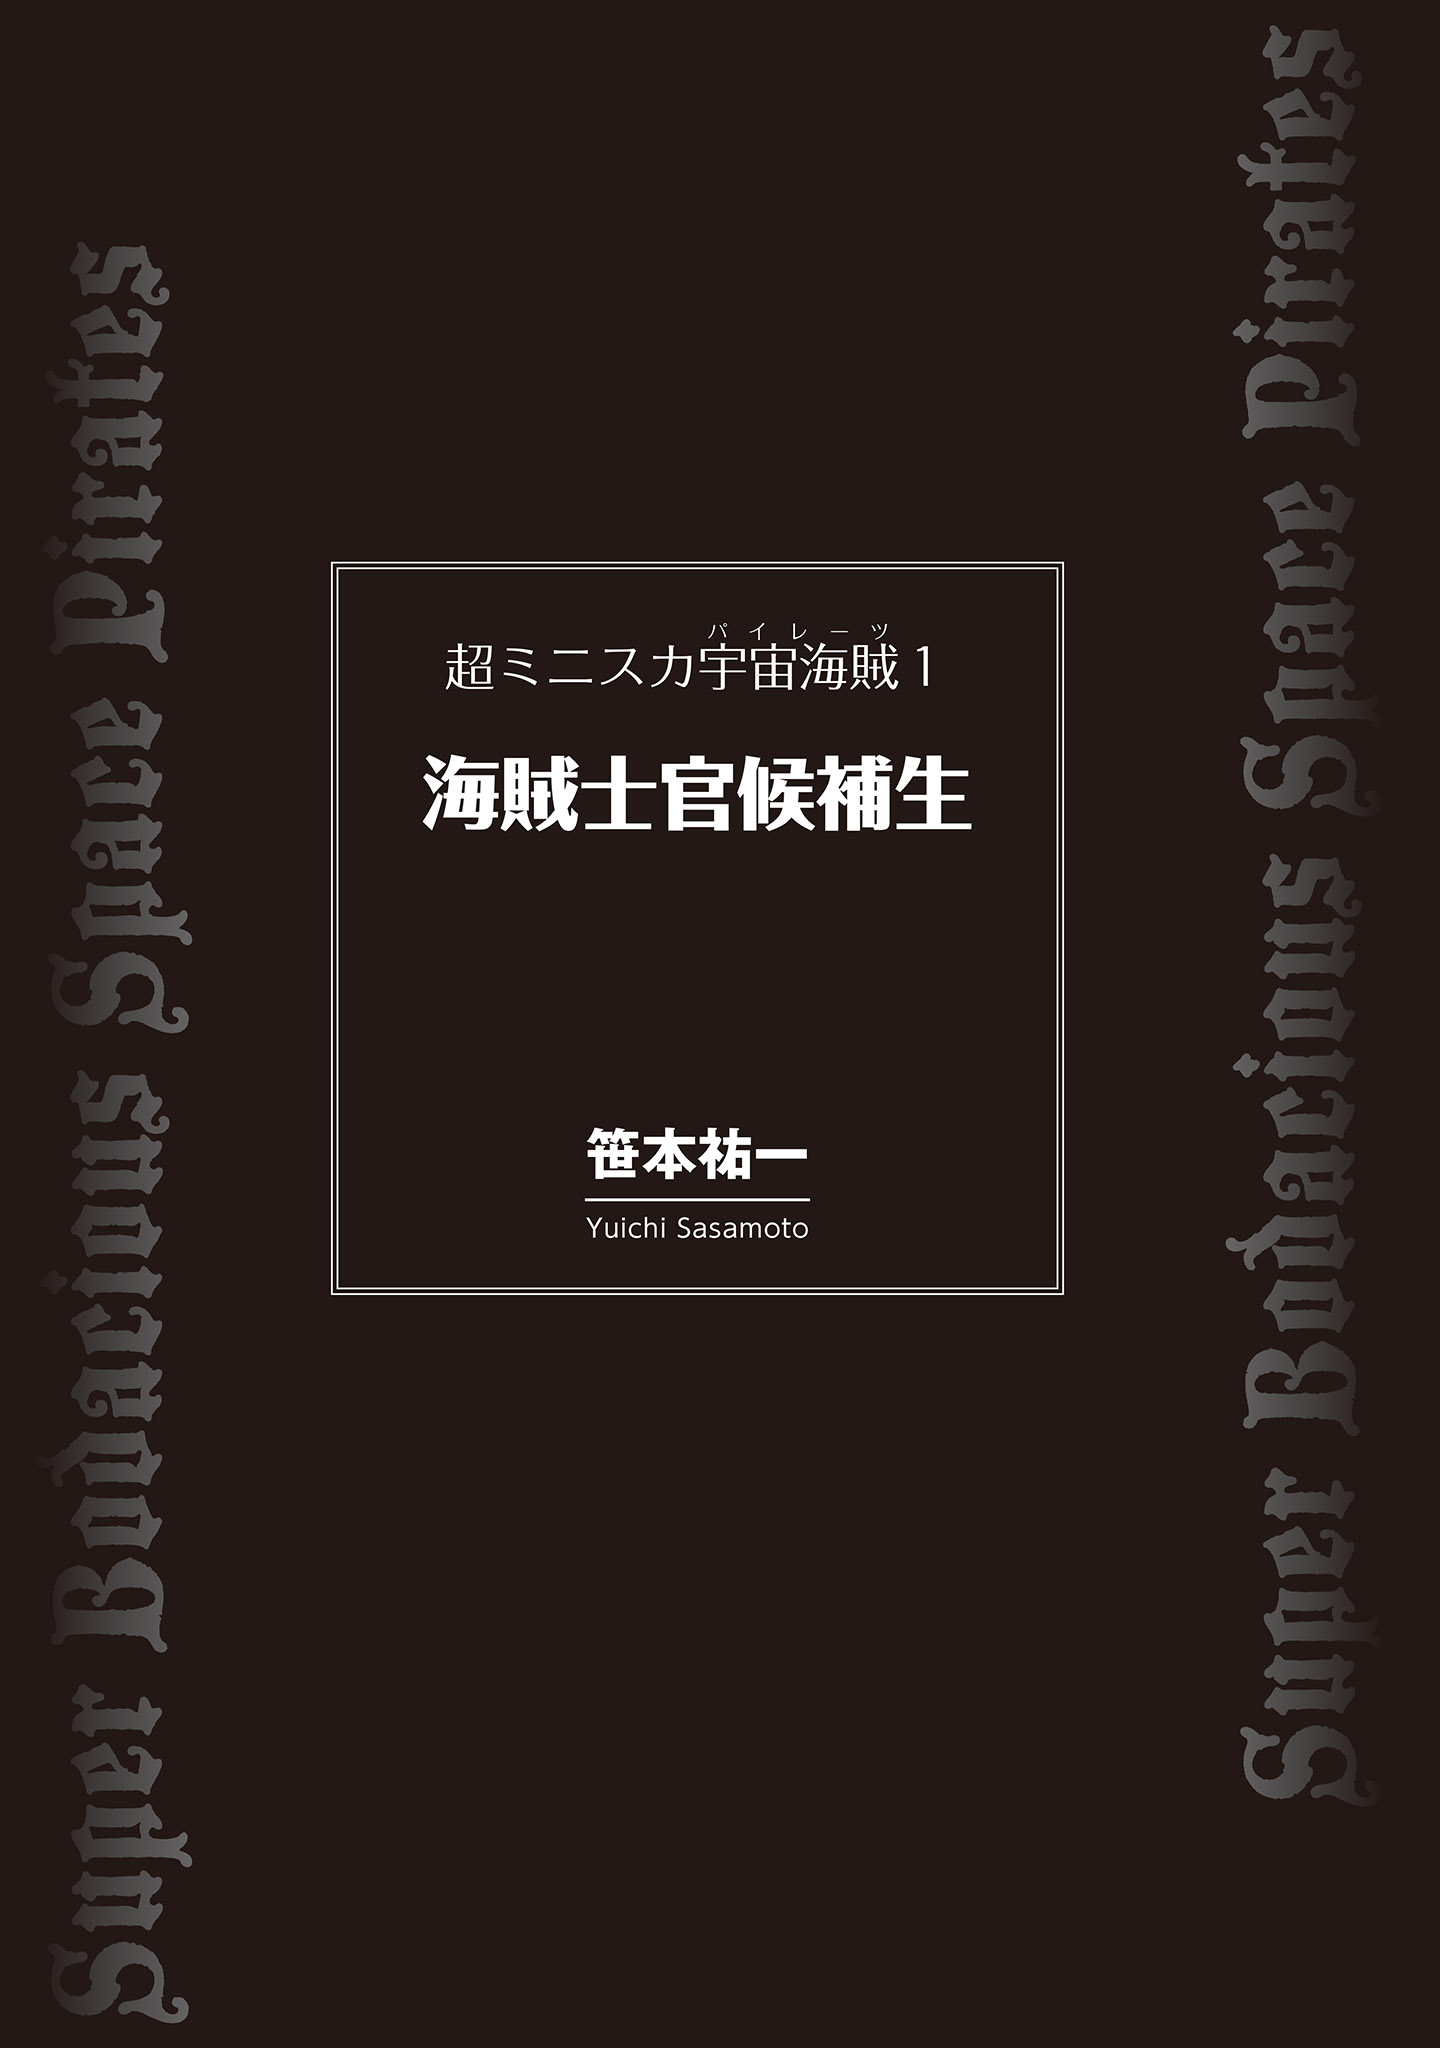 パイレーツ
超ミニスカ宇宙海賊1
海賊士官候補生
笹本祐一
Yuichi Sasamoto
Super Bodacious Space Pirates
Super Bodacious Space Pirates